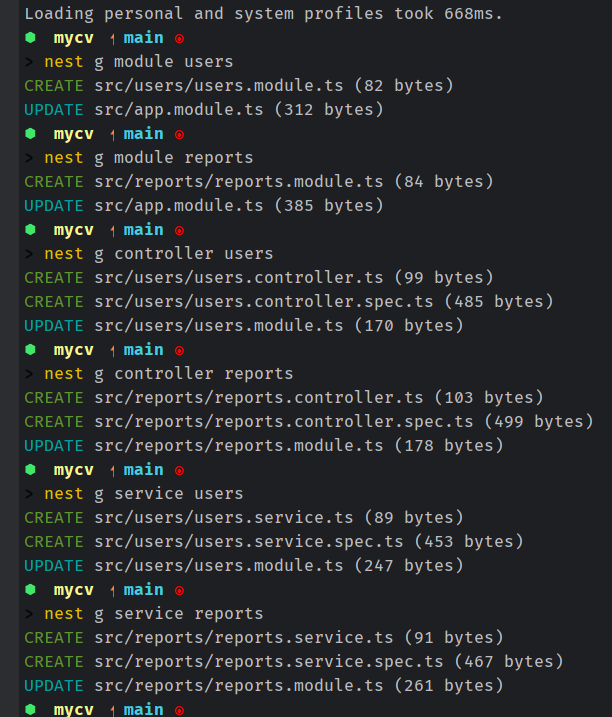 Loading personal and system profiles took 668ms.
mycv main
> nest g module users
CREATE src/users/users.module.ts (82 bytes)
UPDATE src/app.module.ts (312 bytes)
mycv main
> nest g module reports
CREATE src/reports/reports.module.ts (84 bytes)
UPDATE src/app.module.ts (385 bytes)
mycv main
> nest g controller users
CREATE src/users/users.controller.ts (99 bytes)
CREATE src/users/users.controller.spec.ts (485 bytes)
UPDATE src/users/users.module.ts (170 bytes)
mycv main
> nest g controller reports
CREATE src/reports/reports.controller.ts (103 bytes)
CREATE src/reports/reports.controller.spec.ts (499 bytes)
UPDATE src/reports/reports.module.ts (178 bytes)
mycv main
> nest g service users
CREATE src/users/users.service.ts (89 bytes)
CREATE src/users/users.service.spec.ts (453 bytes)
UPDATE src/users/users.module.ts (247 bytes)
mycv main
> nest g service reports
CREATE src/reports/reports.service.ts (91 bytes)
CREATE src/reports/reports.service.spec.ts (467 bytes)
UPDATE src/reports/reports.module.ts (261 bytes)
mycv main